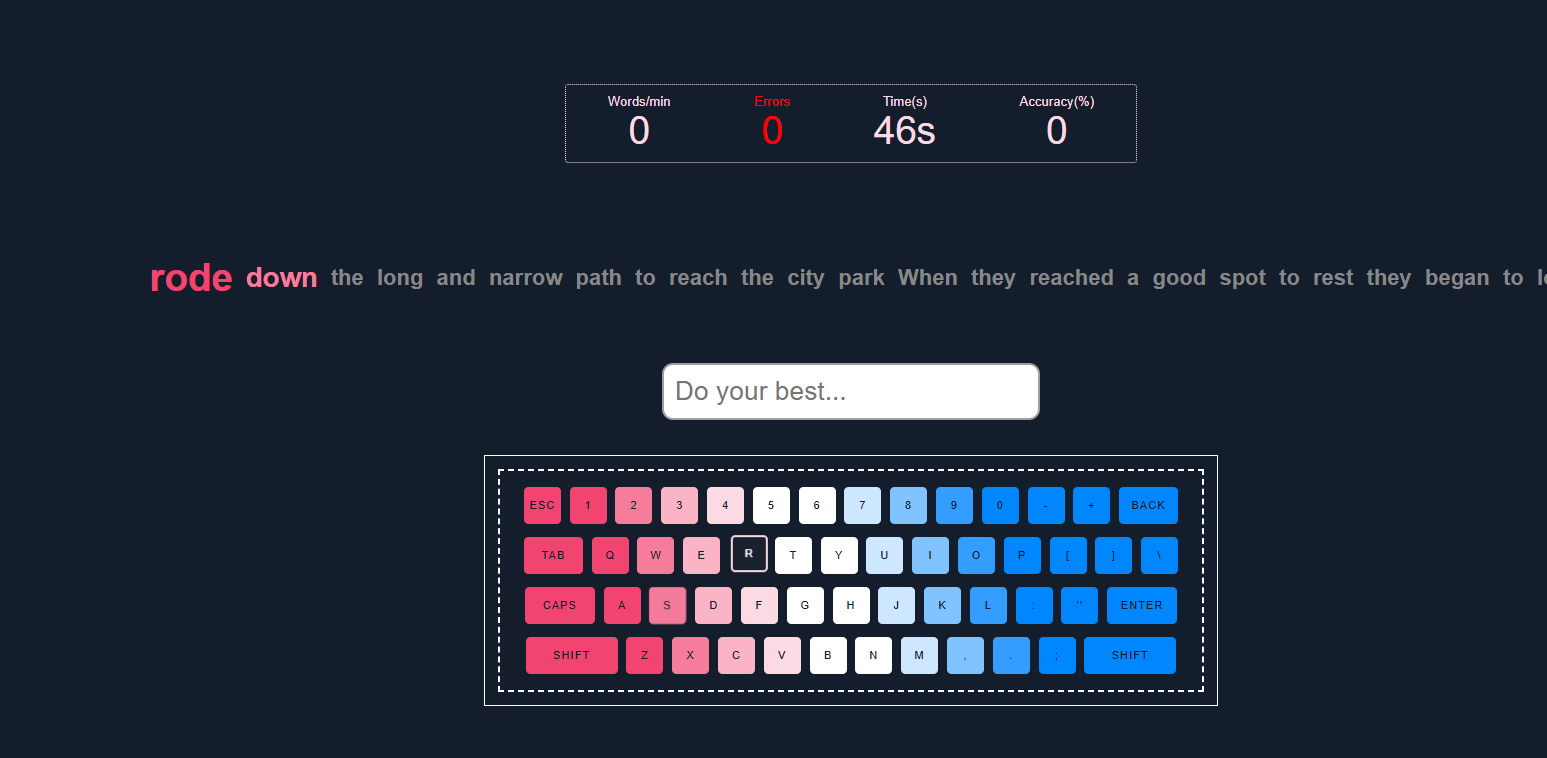 Words/min Errors Time(s) Accuracy(%)
0 0 46s 0
rode down the long and narrow path to reach the city park When they reached a good spot to rest they began to
Do your best...
ESC 1 2 3 4 5 6 7 8 9 0 - + BACK
TAB Q W E R T Y U I O P [ ] \
CAPS A S D F G H J K L : " ENTER
SHIFT Z X C V B N M , . ; SHIFT